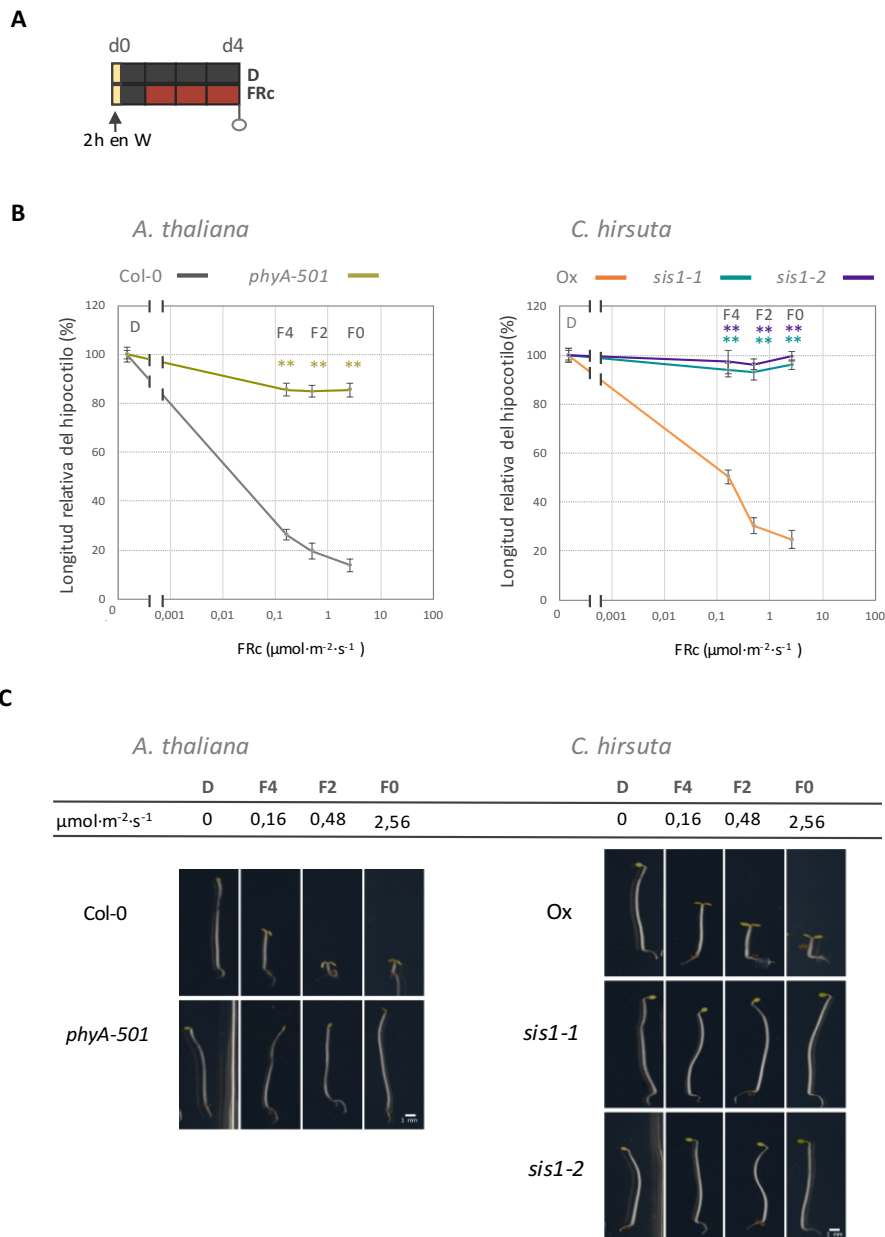 A
d0 d4
D
FRc
2h en W
B
A. thaliana
C. hirsuta
Col-0 phyA-501
Ox sis1-1 sis1-2
Longitud relativa del hipocotilo (%)
120
100
80
60
40
20
0
D
F4 F2 F0
** ** **
0 0,001 0,1 1 10 100
FRc (µmol·m-2·s-1 )
Longitud relativa del hipocotilo(%)
120
100
80
60
40
20
0
D
F4 F2 F0
** ** **
** ** **
0 0,001 0,1 1 10 100
FRc (µmol·m-2·s-1 )
C
A. thaliana
C. hirsuta
D F4 F2 F0
D F4 F2 F0
µmol·m-2·s-1 0 0,16 0,48 2,56
0 0,16 0,48 2,56
Col-0
Ox
phyA-501
1 mm
sis1-1
sis1-2
1 mm